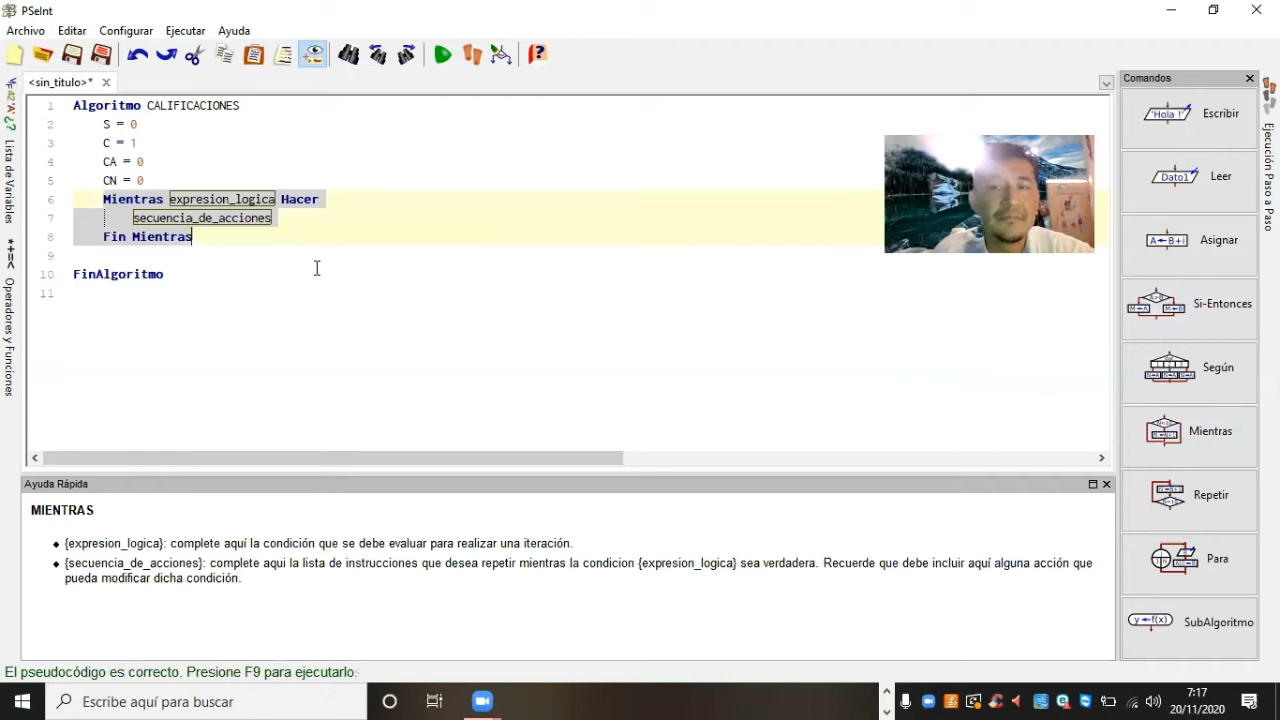 PSeInt
Archivo Editar Configurar Ejecutar Ayuda
<sin_titulo>*
Comandos
1 Algoritmo CALIFICACIONES
2 S = 0
3 C = 1
4 CA = 0
5 CN = 0
6 Mientras expresion_logica Hacer
7 secuencia_de_acciones
8 Fin Mientras
9
10 FinAlgoritmo
11
Lista de Variables
Operadores y Funciones
'Hola !' Escribir
Dato1 Leer
A←B+i Asignar
Si-Entonces
Según
Mientras
Repetir
Para
y←f(x) SubAlgoritmo
Ejecución Paso a Paso
Ayuda Rápida
MIENTRAS
{expresion_logica}: complete aquí la condición que se debe evaluar para realizar una iteración.
{secuencia_de_acciones}: complete aqui la lista de instrucciones que desea repetir mientras la condicion {expresion_logica} sea verdadera. Recuerde que debe incluir aquí alguna acción que
pueda modificar dicha condición.
El pseudocódigo es correcto. Presione F9 para ejecutarlo.
Escribe aquí para buscar
7:17
20/11/2020